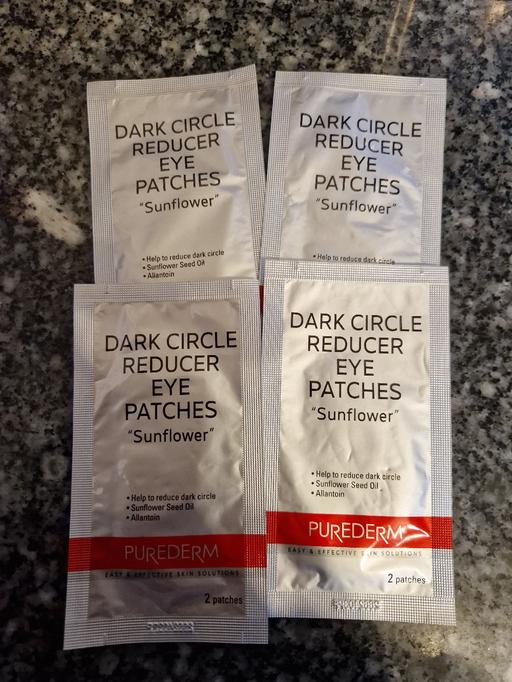 DARK CIRCLE
REDUCER
EYE
PATCHES
"Sunflower"
• Help to reduce dark circle
• Sunflower Seed Oil
• Allantoin
DARK CIRCLE
REDUCER
EYE
PATCHES
"Sunflower"
• Help to reduce dark circle
DARK CIRCLE
REDUCER
EYE
PATCHES
"Sunflower"
• Help to reduce dark circle
• Sunflower Seed Oil
• Allantoin
PUREDERM
EASY & EFFECTIVE SKIN SOLUTIONS
2 patches
DARK CIRCLE
REDUCER
EYE
PATCHES
"Sunflower"
• Help to reduce dark circle
• Sunflower Seed Oil
• Allantoin
PUREDERM
EASY & EFFECTIVE SKIN SOLUTIONS
2 patches